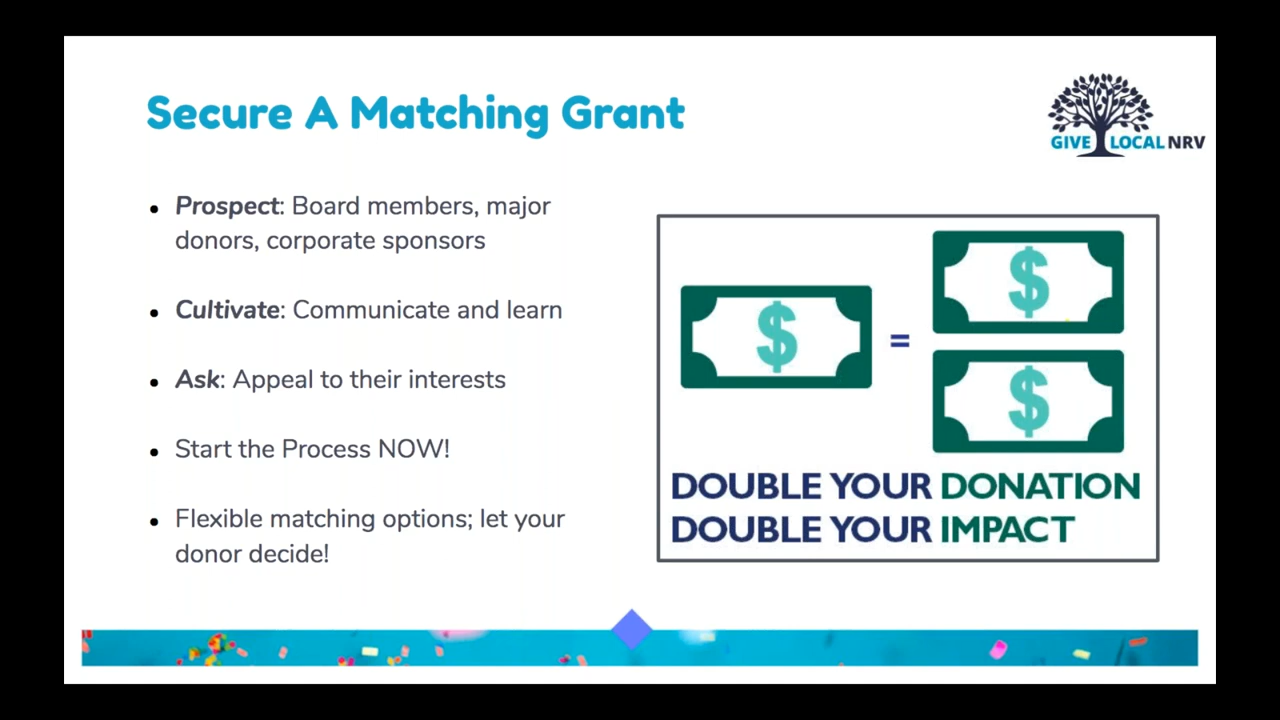 Secure A Matching Grant
GIVE LOCAL NRV
Prospect: Board members, major
donors, corporate sponsors
Cultivate: Communicate and learn
Ask: Appeal to their interests
Start the Process NOW!
Flexible matching options; let your
donor decide!
$
=
$
$
DOUBLE YOUR DONATION
DOUBLE YOUR IMPACT